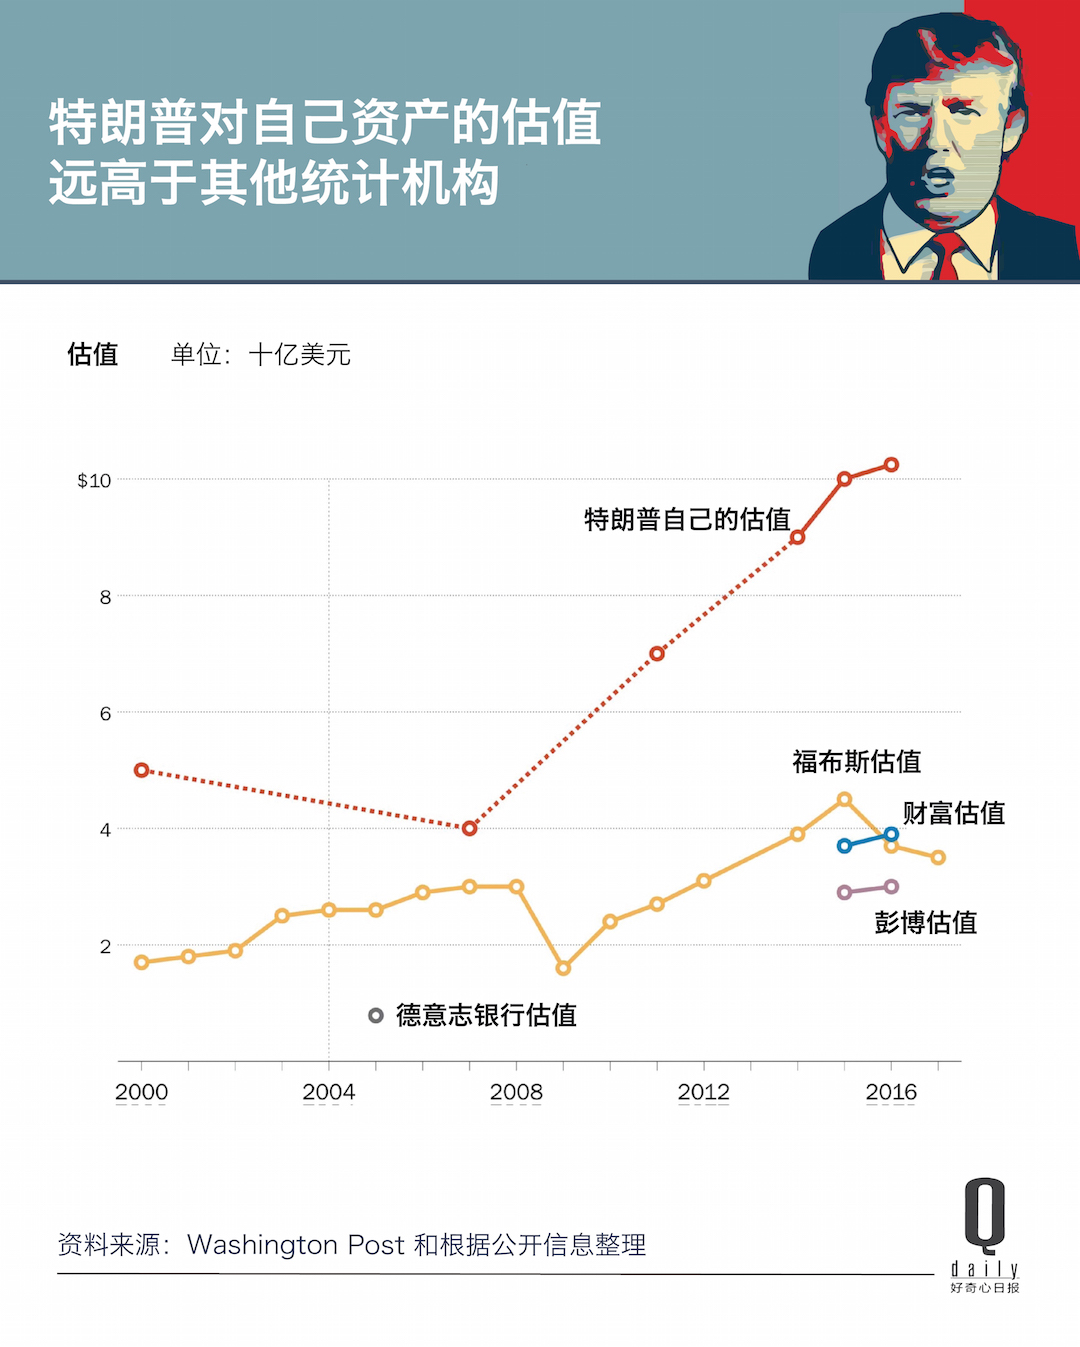 特朗普对自己资产的估值
远高于其他统计机构
估值 单位：十亿美元
$10
特朗普自己的估值
8
6
福布斯估值
财富估值
4
彭博估值
2
德意志银行估值
2000 2004 2008 2012 2016
资料来源：Washington Post 和根据公开信息整理
Q
daily
好奇心日报